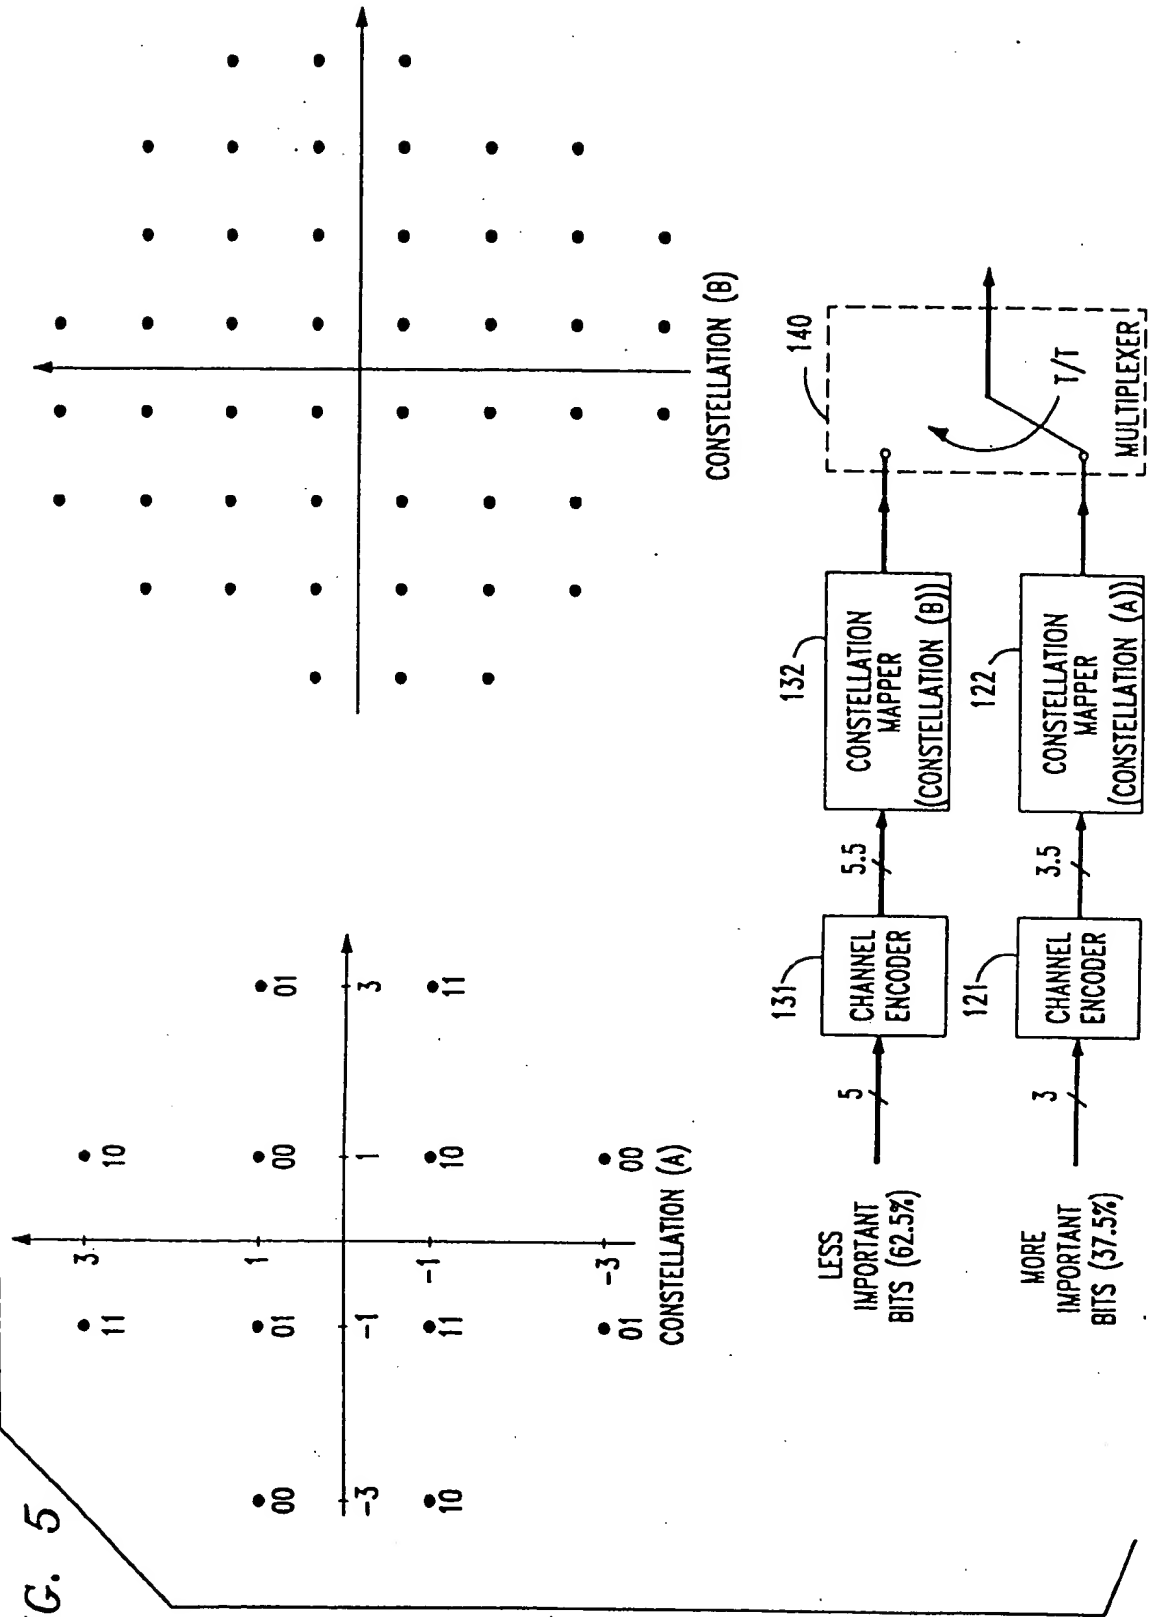 G. 5
3
11
10
1
01
00
00
01
-3
-1
1
3
10
11
-1
10
11
-3
01
00
CONSTELLATION (A)
CONSTELLATION (B)
LESS
IMPORTANT
BITS (62.5%)
5
131
CHANNEL
ENCODER
5.5
132
CONSTELLATION
MAPPER
(CONSTELLATION (B))
140
T/T
MULTIPLEXER
MORE
IMPORTANT
BITS (37.5%)
3
121
CHANNEL
ENCODER
3.5
122
CONSTELLATION
MAPPER
(CONSTELLATION (A))